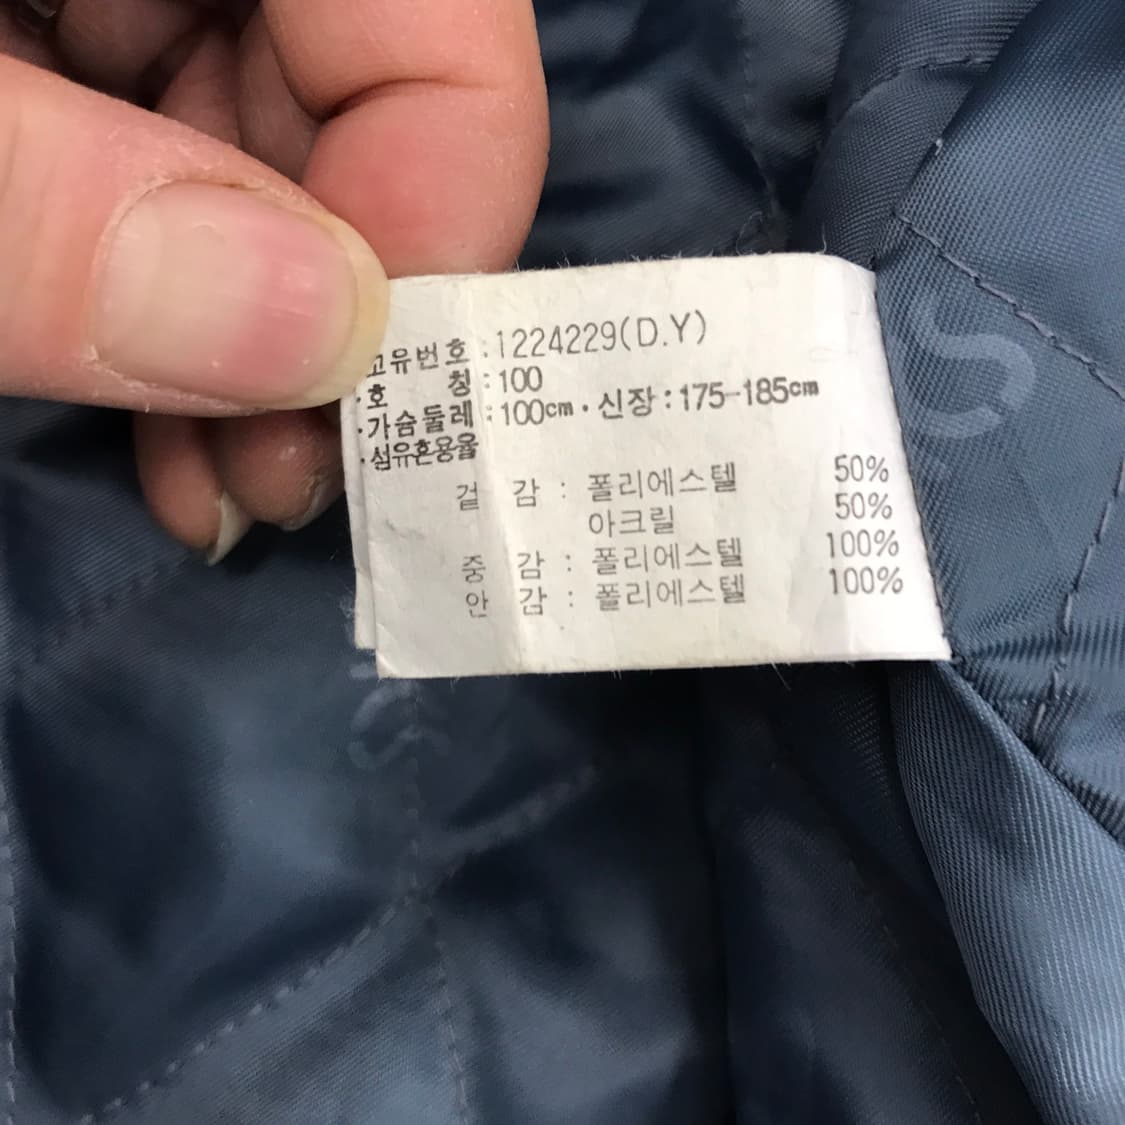 고유번호 : 1224229(D.Y)
·호 칭 : 100
·가슴둘레 : 100cm · 신장 : 175-185cm
·섬유혼용율
겉 감 : 폴리에스텔 50%
아크릴 50%
중 감 : 폴리에스텔 100%
안 감 : 폴리에스텔 100%